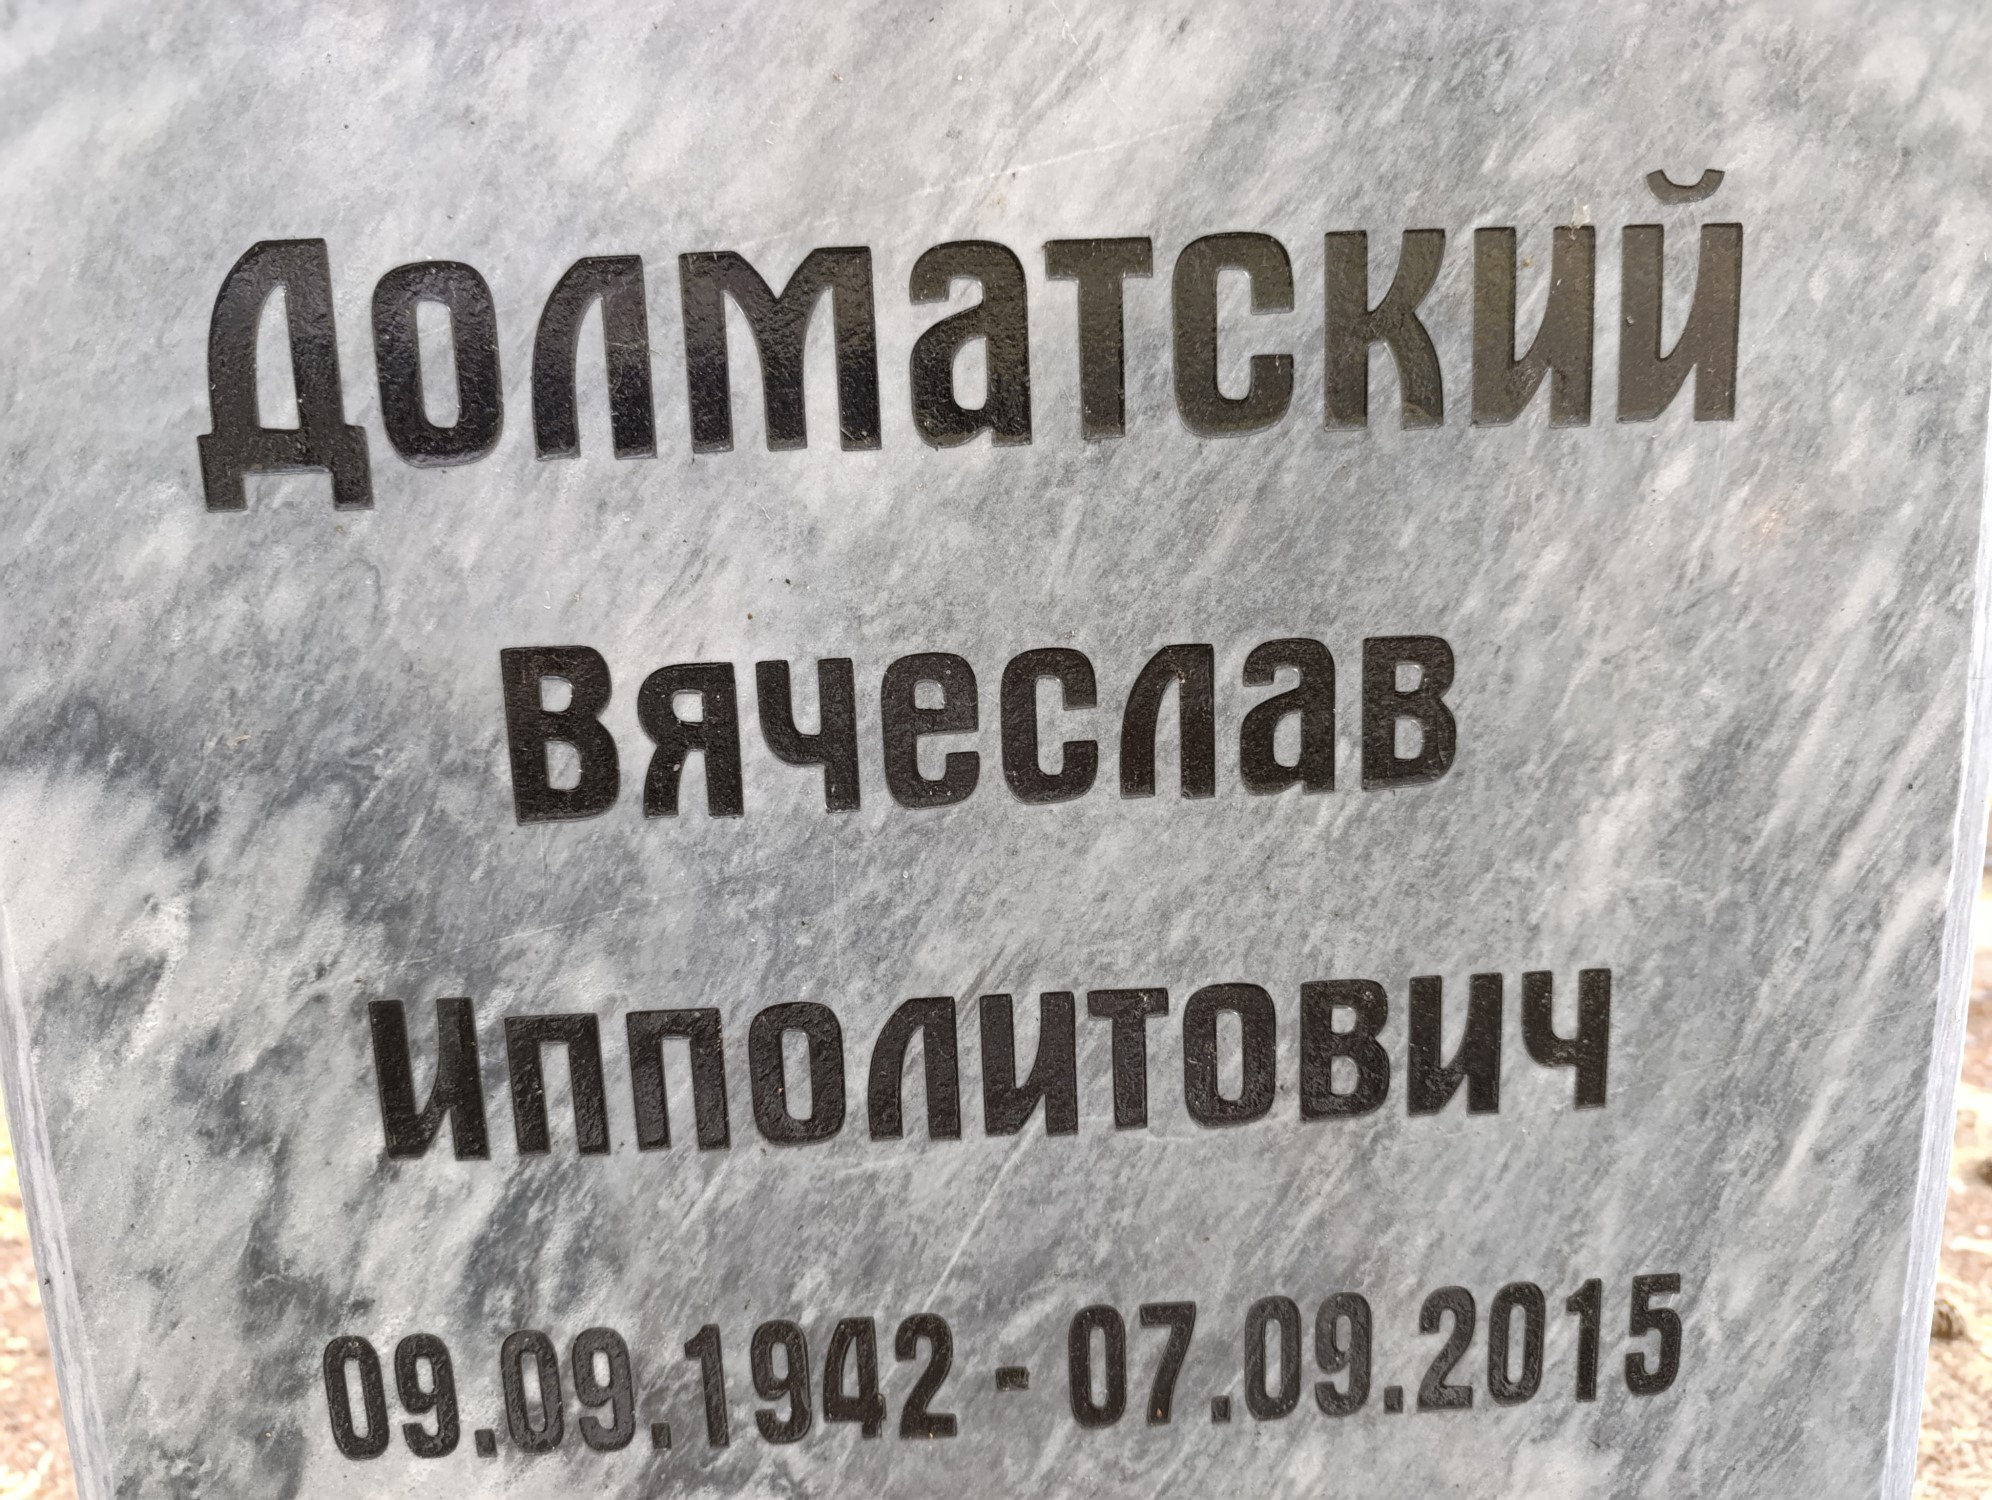 Долматский
Вячеслав
Ипполитович
09.09.1942 - 07.09.2015